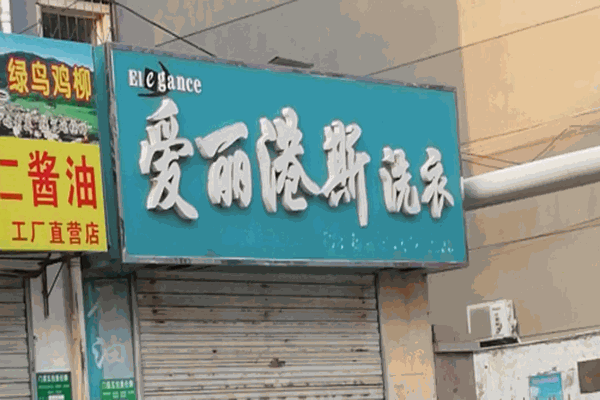 绿鸟鸡柳
二酱油
工厂直营店
Elegance
爱丽港斯 洗衣
油